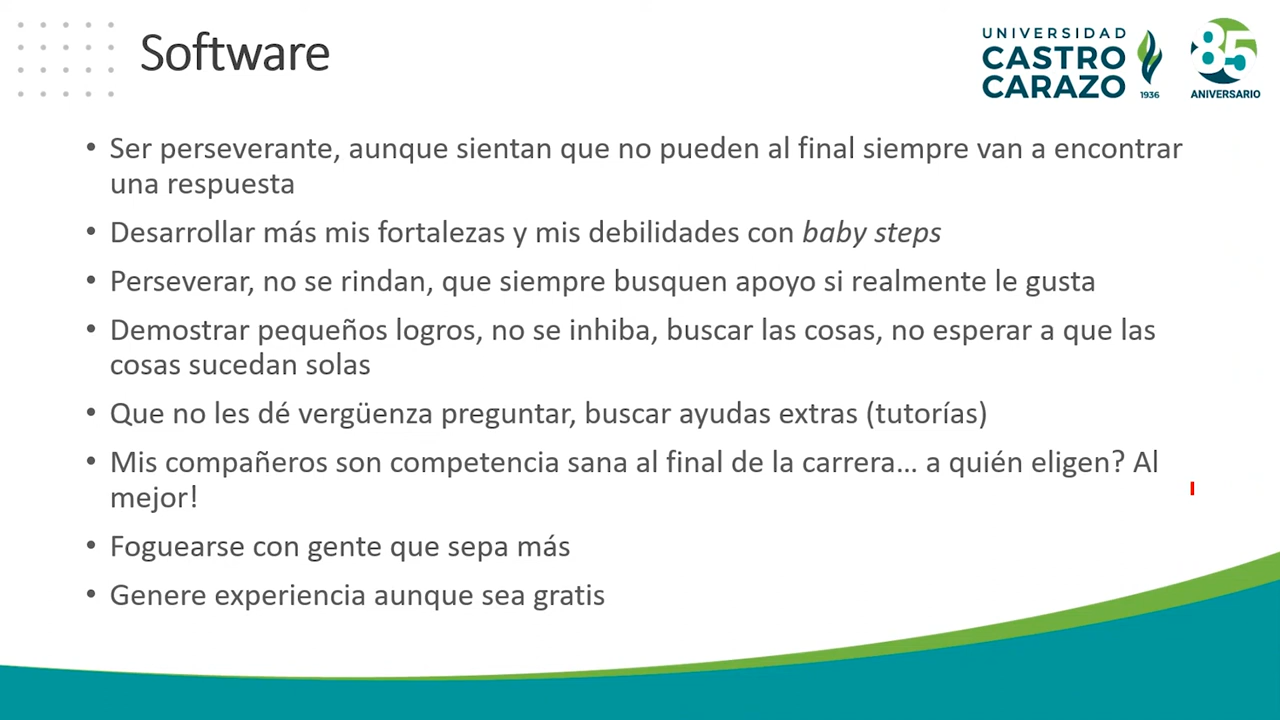 Software
UNIVERSIDAD
CASTRO
CARAZO
1936
85
ANIVERSARIO
• Ser perseverante, aunque sientan que no pueden al final siempre van a encontrar
una respuesta
• Desarrollar más mis fortalezas y mis debilidades con baby steps
• Perseverar, no se rindan, que siempre busquen apoyo si realmente le gusta
• Demostrar pequeños logros, no se inhiba, buscar las cosas, no esperar a que las
cosas sucedan solas
• Que no les dé vergüenza preguntar, buscar ayudas extras (tutorías)
• Mis compañeros son competencia sana al final de la carrera… a quién eligen? Al
mejor!
• Foguearse con gente que sepa más
• Genere experiencia aunque sea gratis